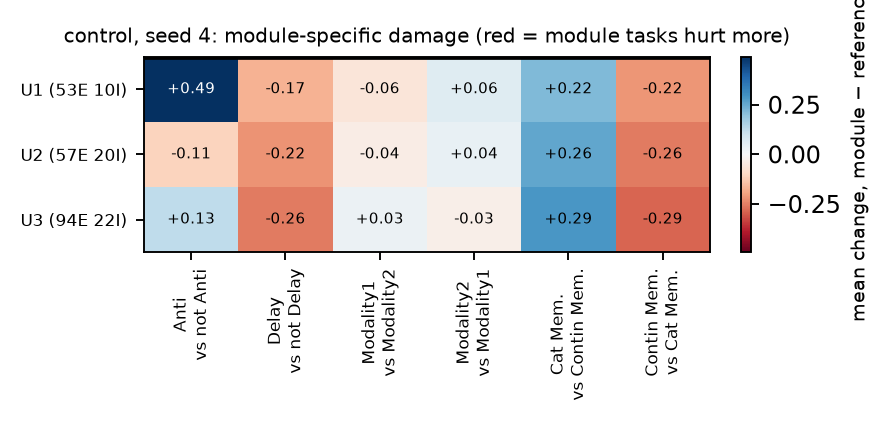 control, seed 4: module-specific damage (red = module tasks hurt more)
U1 (53E 10I)
+0.49
-0.17
-0.06
+0.06
+0.22
-0.22
U2 (57E 20I)
-0.11
-0.22
-0.04
+0.04
+0.26
-0.26
U3 (94E 22I)
+0.13
-0.26
+0.03
-0.03
+0.29
-0.29
Anti
vs not Anti
Delay
vs not Delay
Modality1
vs Modality2
Modality2
vs Modality1
Cat Mem.
vs Contin Mem.
Contin Mem.
vs Cat Mem.
0.25
0.00
−0.25
mean change, module − referenc